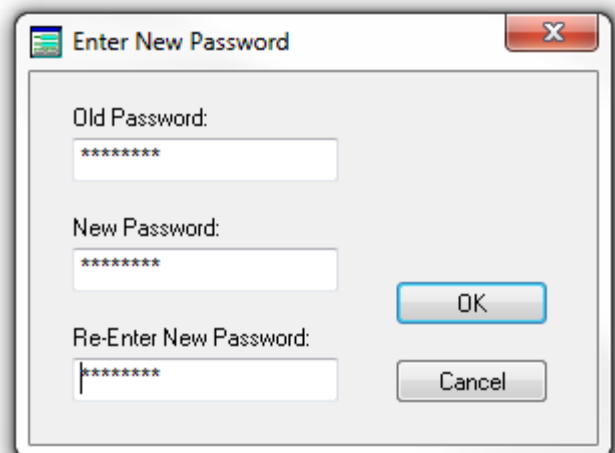 Enter New Password
Old Password:
********
New Password:
********
OK
Re-Enter New Password:
********
Cancel